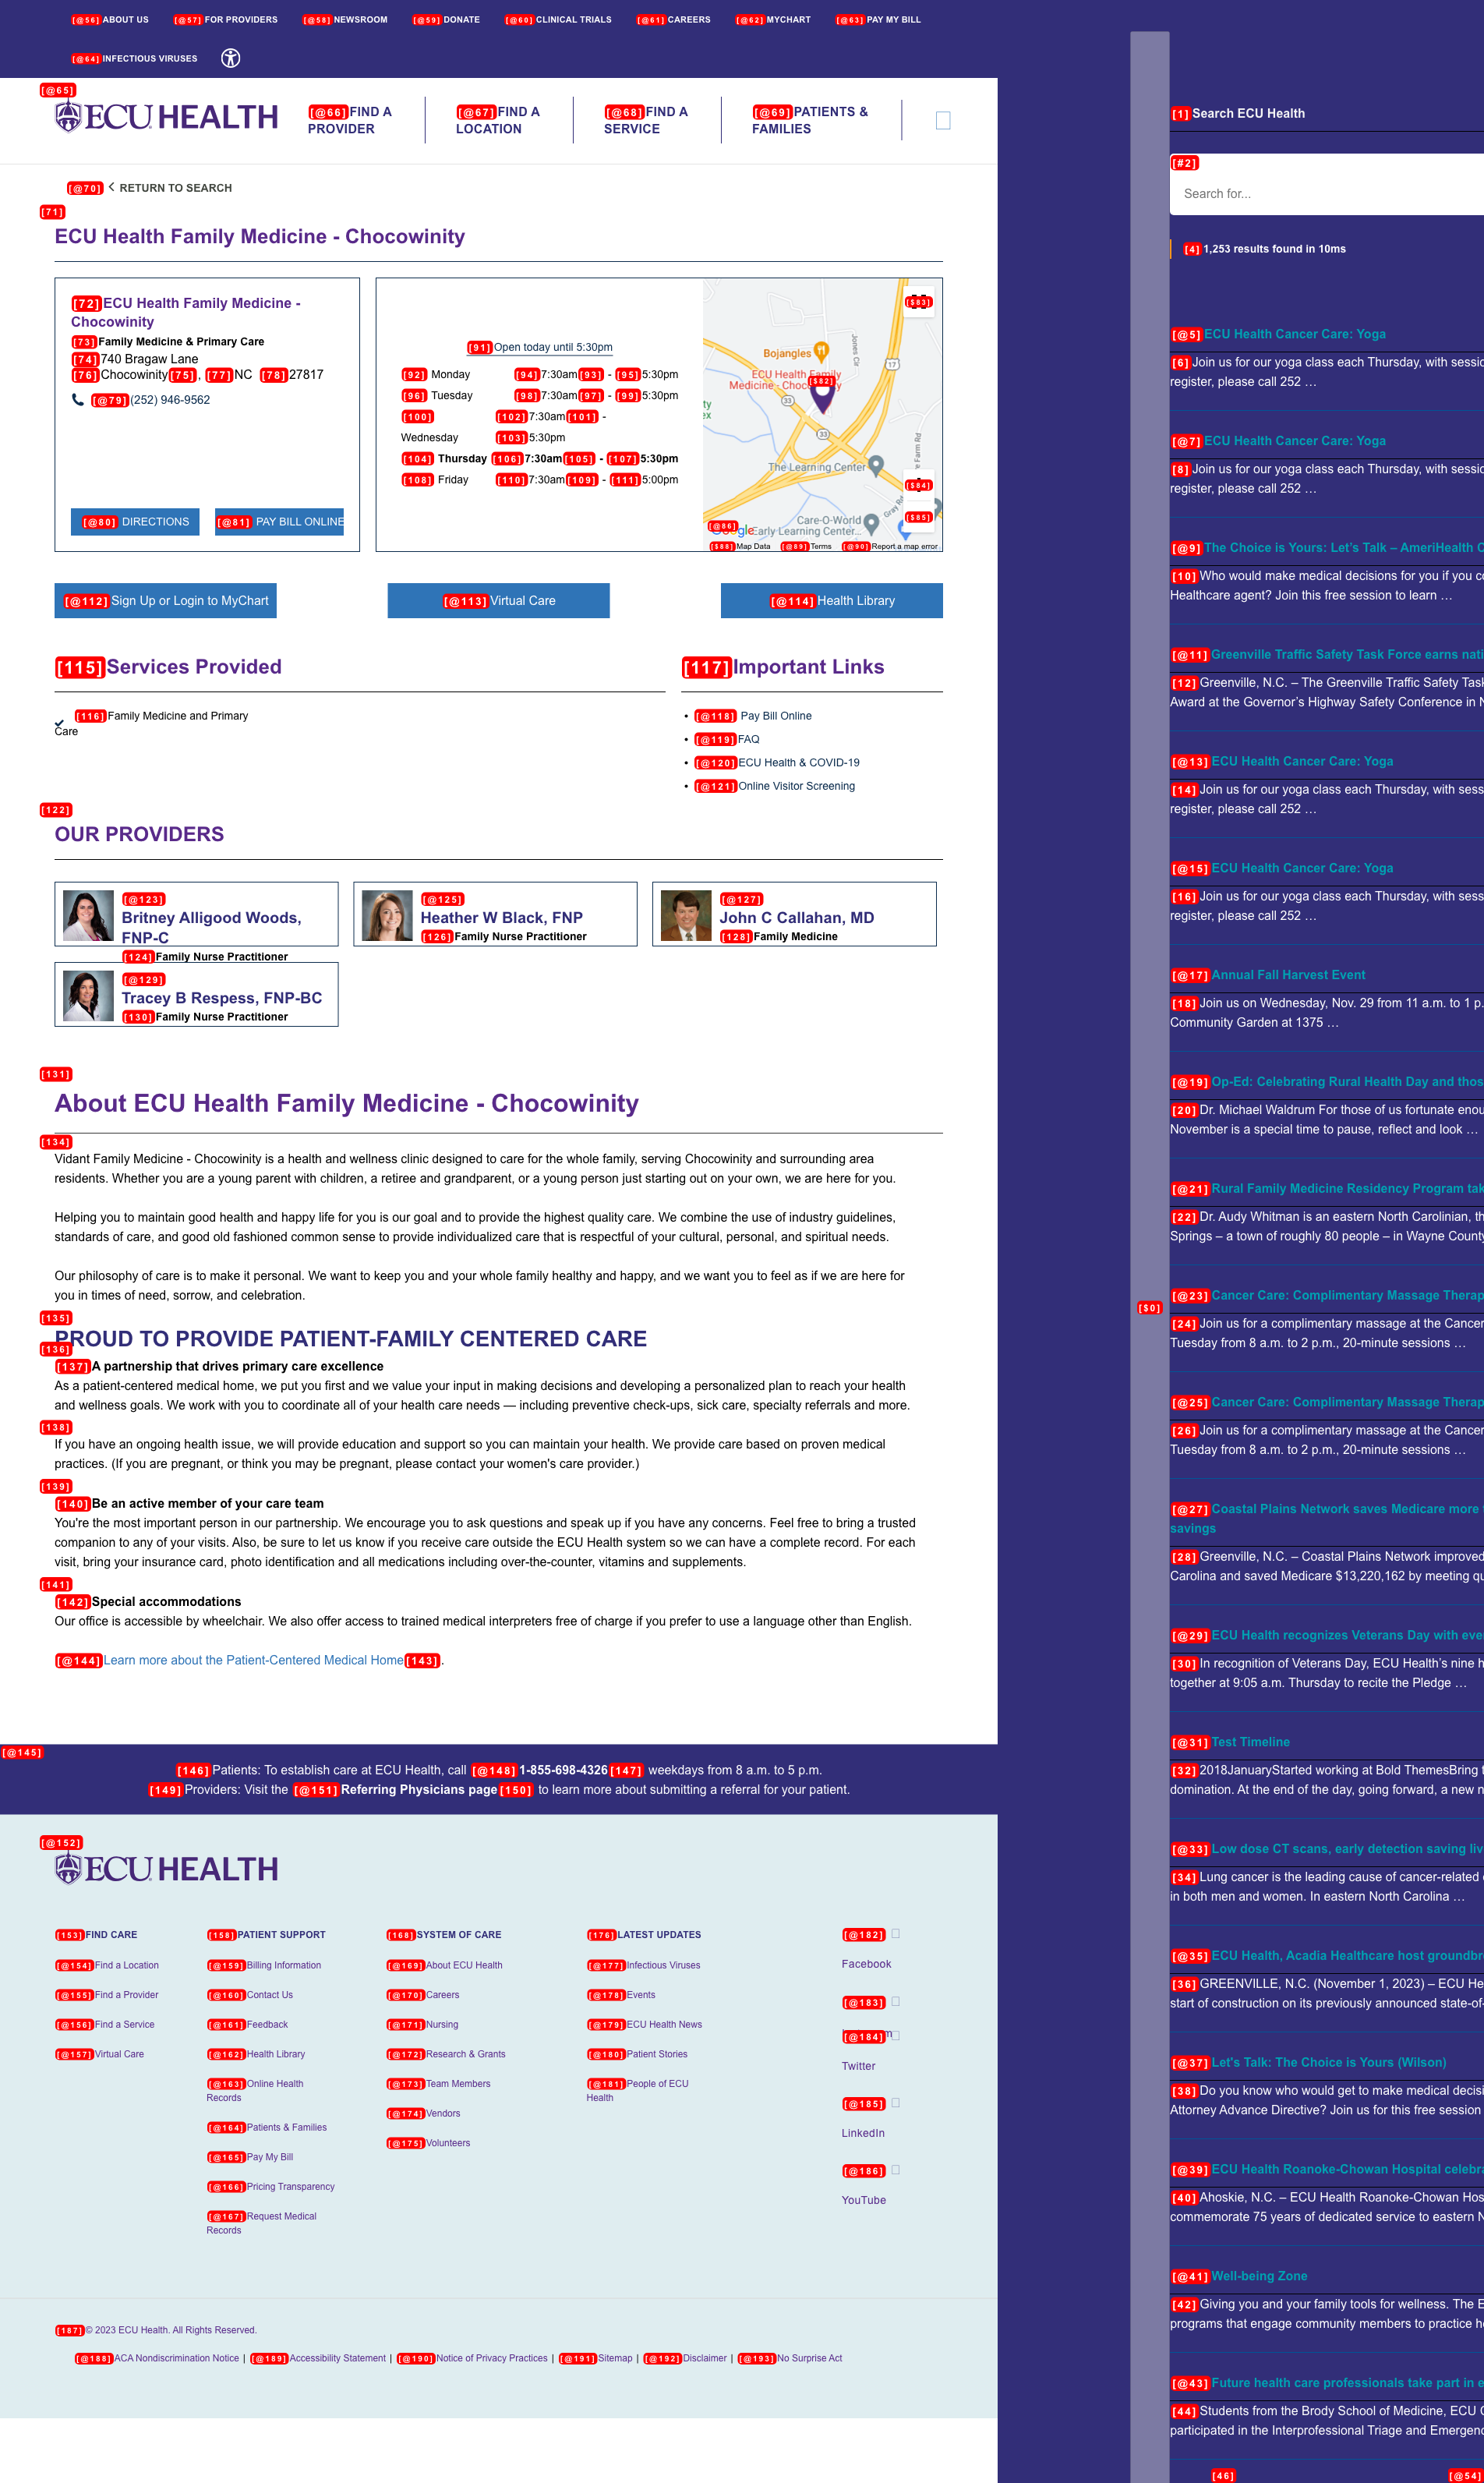 [@56] ABOUT US [@57] FOR PROVIDERS [@58] NEWSROOM [@59] DONATE [@60] CLINICAL TRIALS [@61] CAREERS [@62] MYCHART [@63] PAY MY BILL
[@64] INFECTIOUS VIRUSES
[@65]
ECU HEALTH
[@66] FIND A
PROVIDER
[@67] FIND A
LOCATION
[@68] FIND A
SERVICE
[@69] PATIENTS &
FAMILIES
[@70] RETURN TO SEARCH
[71]
ECU Health Family Medicine - Chocowinity
[72] ECU Health Family Medicine -
Chocowinity
[73] Family Medicine & Primary Care
[74] 740 Bragaw Lane
[76] Chocowinity [75] , [77] NC [78] 27817
[@79] (252) 946-9562
[@80] DIRECTIONS [@81] PAY BILL ONLINE
[91] Open today until 5:30pm
[92] Monday [94] 7:30am [93] - [95] 5:30pm
[96] Tuesday [98] 7:30am [97] - [99] 5:30pm
[100] [102] 7:30am [101] -
Wednesday [103] 5:30pm
[104] Thursday [106] 7:30am [105] - [107] 5:30pm
[108] Friday [110] 7:30am [109] - [111] 5:00pm
[$83]
Bojangles
Jones Cir
17
ECU Health Family
Medicine -
[$82]
33
33
The Learning Center
[$84]
[$85]
Gray Rd
Care-O-World
Early Learning Center...
[@86]
[$88] Map Data [@89] Terms [@90] Report a map error
[@112] Sign Up or Login to MyChart [@113] Virtual Care [@114] Health Library
[115] Services Provided
[116] Family Medicine and Primary
Care
[117] Important Links
• [@118] Pay Bill Online
• [@119] FAQ
• [@120] ECU Health & COVID-19
• [@121] Online Visitor Screening
[122]
OUR PROVIDERS
[@123]
Britney Alligood Woods,
FNP-C
[124] Family Nurse Practitioner
[@125]
Heather W Black, FNP
[126] Family Nurse Practitioner
[@127]
John C Callahan, MD
[128] Family Medicine
[@129]
Tracey B Respess, FNP-BC
[130] Family Nurse Practitioner
[131]
About ECU Health Family Medicine - Chocowinity
[134]
Vidant Family Medicine - Chocowinity is a health and wellness clinic designed to care for the whole family, serving Chocowinity and surrounding area
residents. Whether you are a young parent with children, a retiree and grandparent, or a young person just starting out on your own, we are here for you.
Helping you to maintain good health and happy life for you is our goal and to provide the highest quality care. We combine the use of industry guidelines,
standards of care, and good old fashioned common sense to provide individualized care that is respectful of your cultural, personal, and spiritual needs.
Our philosophy of care is to make it personal. We want to keep you and your whole family healthy and happy, and we want you to feel as if we are here for
you in times of need, sorrow, and celebration.
[135]
PROUD TO PROVIDE PATIENT-FAMILY CENTERED CARE
[136]
[137] A partnership that drives primary care excellence
As a patient-centered medical home, we put you first and we value your input in making decisions and developing a personalized plan to reach your health
and wellness goals. We work with you to coordinate all of your health care needs — including preventive check-ups, sick care, specialty referrals and more.
[138]
If you have an ongoing health issue, we will provide education and support so you can maintain your health. We provide care based on proven medical
practices. (If you are pregnant, or think you may be pregnant, please contact your women's care provider.)
[139]
[140] Be an active member of your care team
You're the most important person in our partnership. We encourage you to ask questions and speak up if you have any concerns. Feel free to bring a trusted
companion to any of your visits. Also, be sure to let us know if you receive care outside the ECU Health system so we can have a complete record. For each
visit, bring your insurance card, photo identification and all medications including over-the-counter, vitamins and supplements.
[141]
[142] Special accommodations
Our office is accessible by wheelchair. We also offer access to trained medical interpreters free of charge if you prefer to use a language other than English.
[@144] Learn more about the Patient-Centered Medical Home [143] .
[@145]
[146] Patients: To establish care at ECU Health, call [@148] 1-855-698-4326 [147] weekdays from 8 a.m. to 5 p.m.
[149] Providers: Visit the [@151] Referring Physicians page [150] to learn more about submitting a referral for your patient.
[@152]
ECU HEALTH
[153] FIND CARE
[@154] Find a Location
[@155] Find a Provider
[@156] Find a Service
[@157] Virtual Care
[158] PATIENT SUPPORT
[@159] Billing Information
[@160] Contact Us
[@161] Feedback
[@162] Health Library
[@163] Online Health
Records
[@164] Patients & Families
[@165] Pay My Bill
[@166] Pricing Transparency
[@167] Request Medical
Records
[168] SYSTEM OF CARE
[@169] About ECU Health
[@170] Careers
[@171] Nursing
[@172] Research & Grants
[@173] Team Members
[@174] Vendors
[@175] Volunteers
[176] LATEST UPDATES
[@177] Infectious Viruses
[@178] Events
[@179] ECU Health News
[@180] Patient Stories
[@181] People of ECU
Health
[@182]
Facebook
[@183]
[@184]
Twitter
[@185]
LinkedIn
[@186]
YouTube
[187] © 2023 ECU Health. All Rights Reserved.
[@188] ACA Nondiscrimination Notice | [@189] Accessibility Statement | [@190] Notice of Privacy Practices | [@191] Sitemap | [@192] Disclaimer | [@193] No Surprise Act
[$0]
[1] Search ECU Health
[#2]
Search for...
[4] 1,253 results found in 10ms
[@5] ECU Health Cancer Care: Yoga
[6] Join us for our yoga class each Thursday, with sessio
register, please call 252 …
[@7] ECU Health Cancer Care: Yoga
[8] Join us for our yoga class each Thursday, with sessio
register, please call 252 …
[@9] The Choice is Yours: Let's Talk – AmeriHealth C
[10] Who would make medical decisions for you if you co
Healthcare agent? Join this free session to learn …
[@11] Greenville Traffic Safety Task Force earns nati
[12] Greenville, N.C. – The Greenville Traffic Safety Task
Award at the Governor's Highway Safety Conference in
[@13] ECU Health Cancer Care: Yoga
[14] Join us for our yoga class each Thursday, with sess
register, please call 252 …
[@15] ECU Health Cancer Care: Yoga
[16] Join us for our yoga class each Thursday, with sess
register, please call 252 …
[@17] Annual Fall Harvest Event
[18] Join us on Wednesday, Nov. 29 from 11 a.m. to 1 p.
Community Garden at 1375 …
[@19] Op-Ed: Celebrating Rural Health Day and thos
[20] Dr. Michael Waldrum For those of us fortunate enou
November is a special time to pause, reflect and look …
[@21] Rural Family Medicine Residency Program tak
[22] Dr. Audy Whitman is an eastern North Carolinian, th
Springs – a town of roughly 80 people – in Wayne County
[@23] Cancer Care: Complimentary Massage Therap
[24] Join us for a complimentary massage at the Cancer
Tuesday from 8 a.m. to 2 p.m., 20-minute sessions …
[@25] Cancer Care: Complimentary Massage Therap
[26] Join us for a complimentary massage at the Cancer
Tuesday from 8 a.m. to 2 p.m., 20-minute sessions …
[@27] Coastal Plains Network saves Medicare more
savings
[28] Greenville, N.C. – Coastal Plains Network improved
Carolina and saved Medicare $13,220,162 by meeting qu
[@29] ECU Health recognizes Veterans Day with eve
[30] In recognition of Veterans Day, ECU Health's nine h
together at 9:05 a.m. Thursday to recite the Pledge …
[@31] Test Timeline
[32] 2018JanuaryStarted working at Bold ThemesBring t
domination. At the end of the day, going forward, a new n
[@33] Low dose CT scans, early detection saving liv
[34] Lung cancer is the leading cause of cancer-related
in both men and women. In eastern North Carolina …
[@35] ECU Health, Acadia Healthcare host groundbr
[36] GREENVILLE, N.C. (November 1, 2023) – ECU He
start of construction on its previously announced state-of-
[@37] Let's Talk: The Choice is Yours (Wilson)
[38] Do you know who would get to make medical decisi
Attorney Advance Directive? Join us for this free session
[@39] ECU Health Roanoke-Chowan Hospital celebra
[40] Ahoskie, N.C. – ECU Health Roanoke-Chowan Hos
commemorate 75 years of dedicated service to eastern N
[@41] Well-being Zone
[42] Giving you and your family tools for wellness. The E
programs that engage community members to practice he
[@43] Future health care professionals take part in e
[44] Students from the Brody School of Medicine, ECU C
participated in the Interprofessional Triage and Emergenc
[46] [@54]